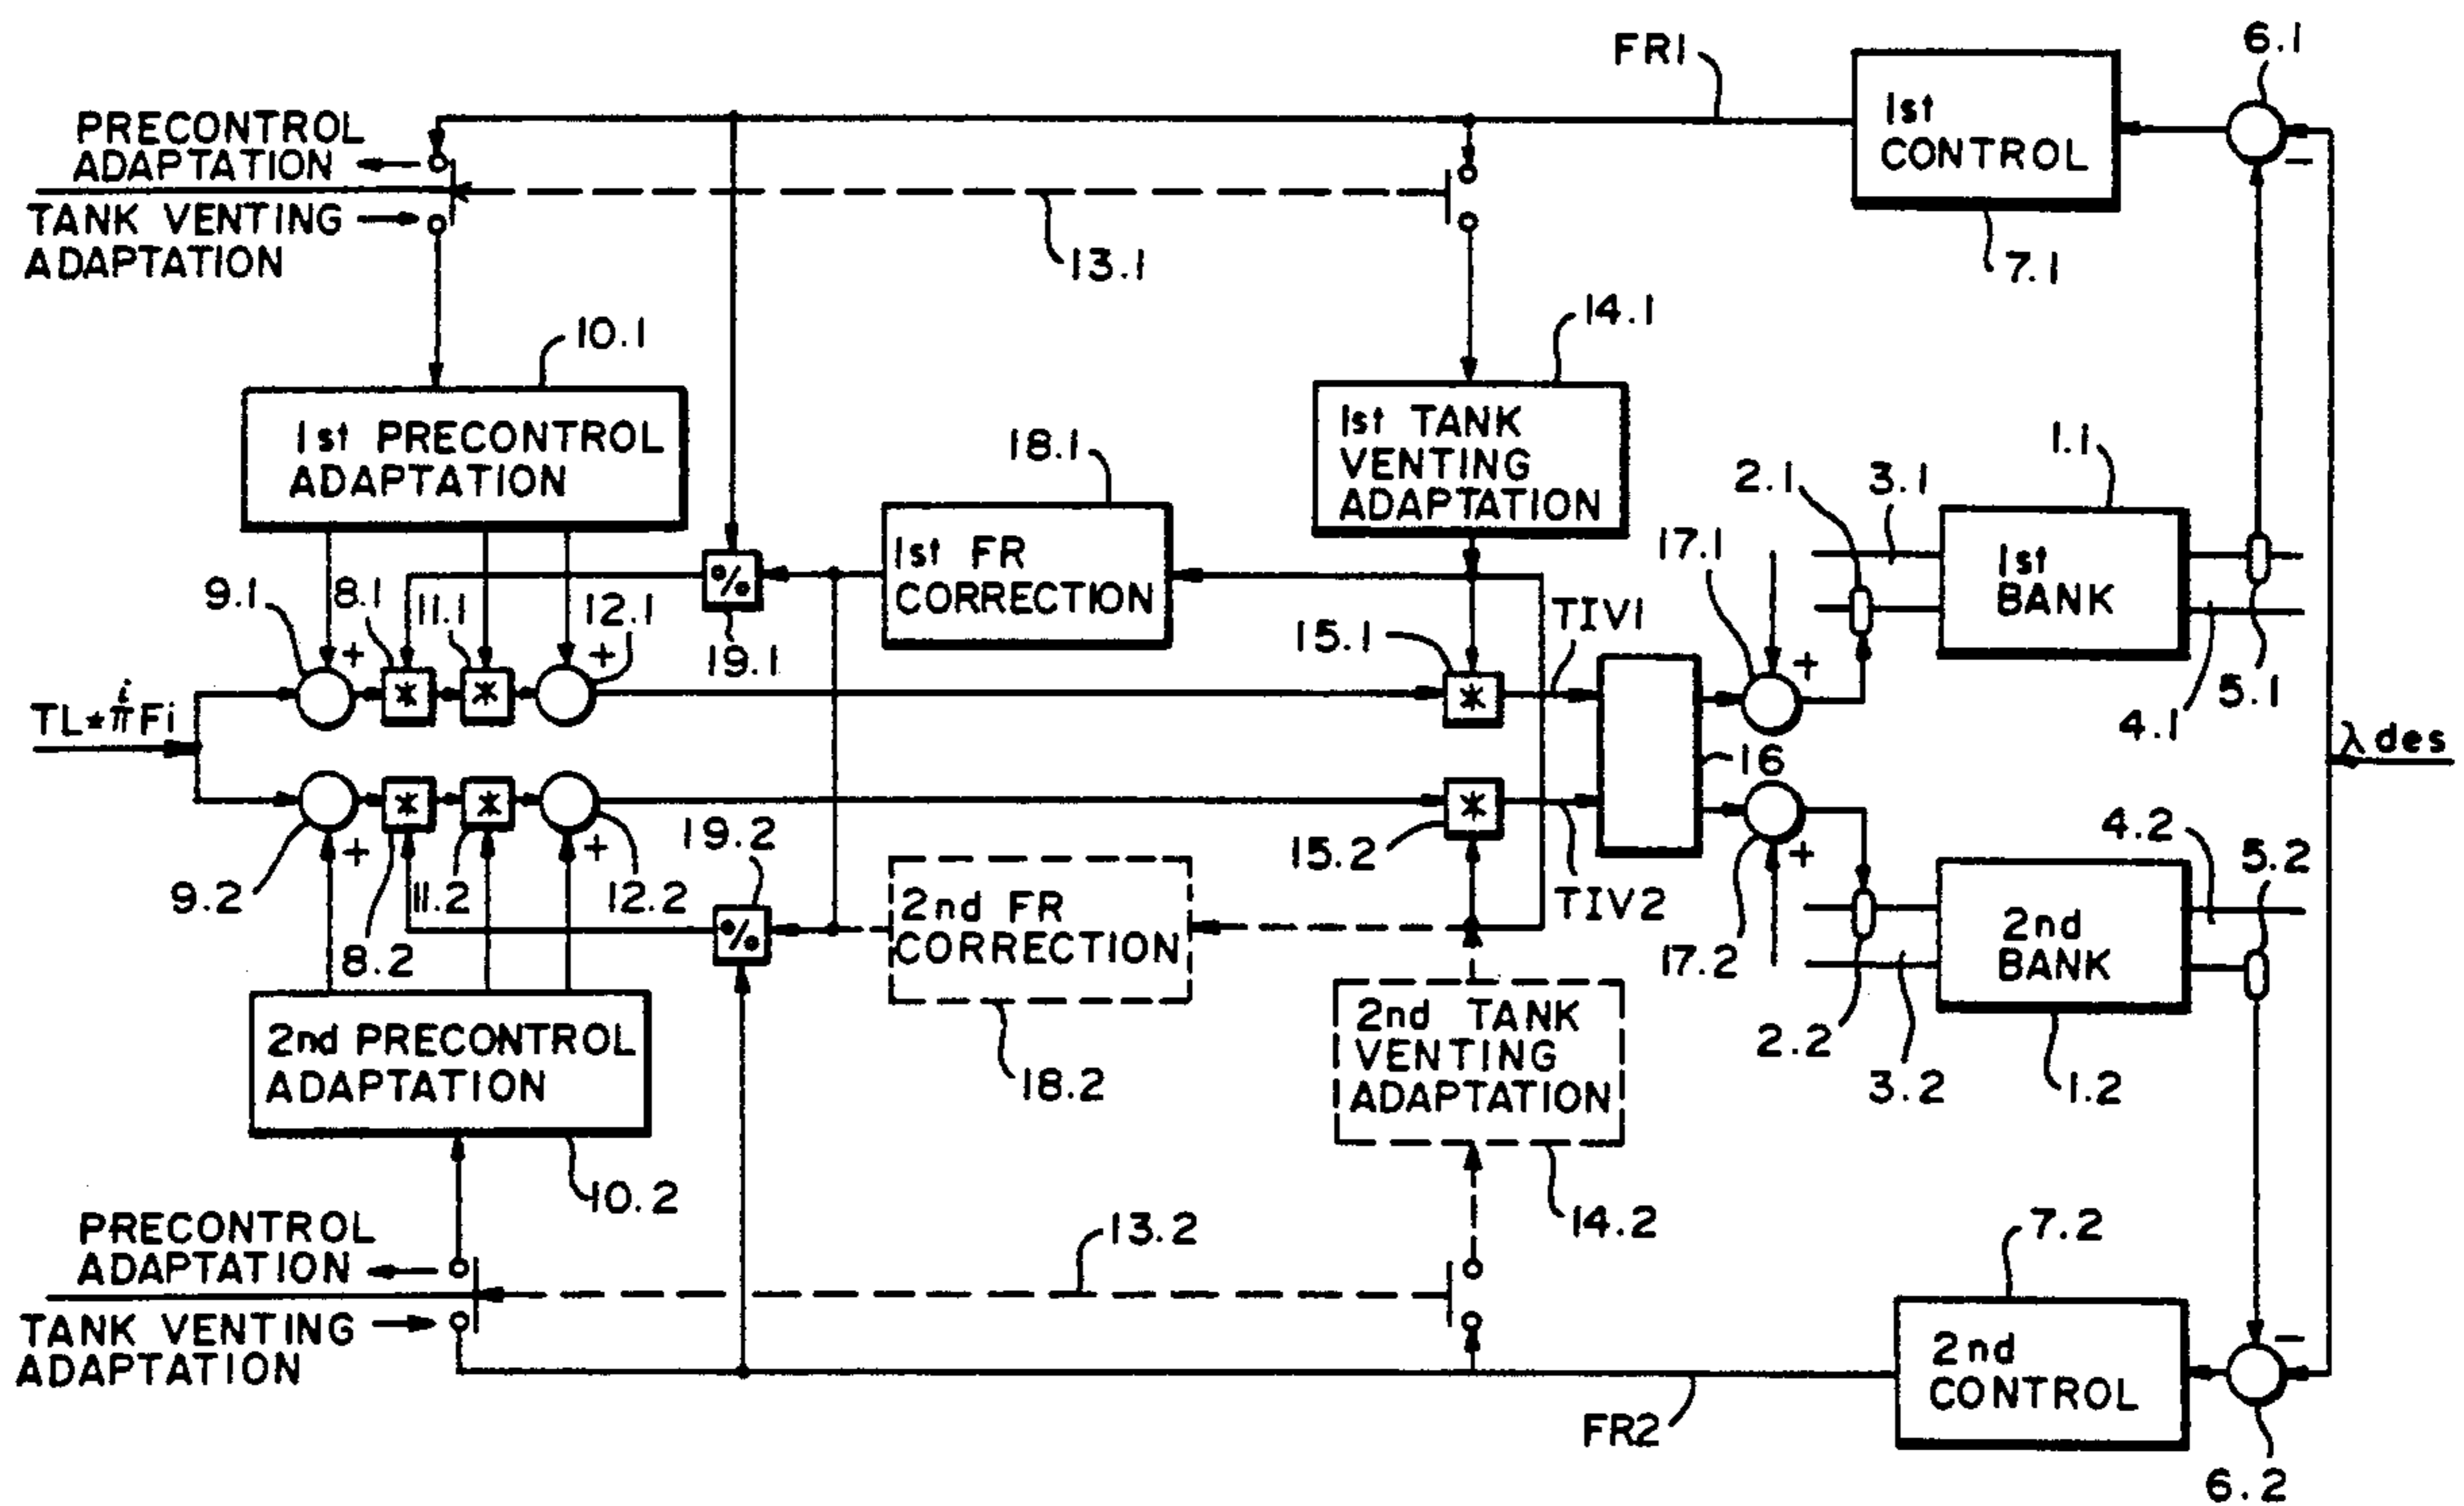 FR1
6.1
1st
CONTROL
7.1
PRECONTROL
ADAPTATION
TANK VENTING
ADAPTATION
13.1
10.1
14.1
1st PRECONTROL
ADAPTATION
18.1
1st TANK
VENTING
ADAPTATION
1.1
2.1
3.1
17.1
1st FR
CORRECTION
1st
BANK
9.1
8.1
11.1
12.1
%
19.1
15.1
TIV1
+
+
+
5.1
4.1
*
*
*
TL*
i
πFi
16
λ des
*
*
*
19.2
15.2
TIV2
+
+
+
4.2
5.2
9.2
8.2
11.2
12.2
%
2nd FR
CORRECTION
17.2
2nd
BANK
2nd PRECONTROL
ADAPTATION
18.2
2nd TANK
VENTING
ADAPTATION
2.2
3.2
1.2
10.2
14.2
PRECONTROL
ADAPTATION
TANK VENTING
ADAPTATION
13.2
7.2
2nd
CONTROL
−
−
FR2
6.2